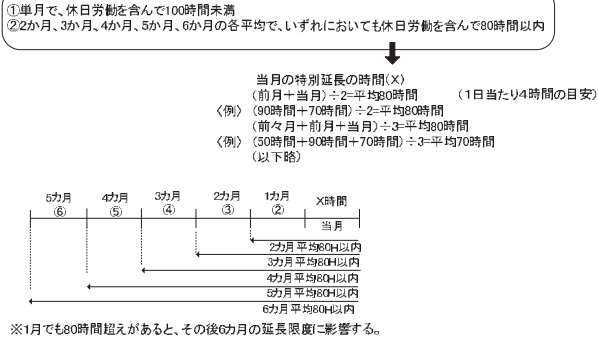 ①単月で、休日労働を含んで100時間未満
②2か月、3か月、4か月、5か月、6か月の各平均で、いずれにおいても休日労働を含んで80時間以内
当月の特別延長の時間(X)
(前月＋当月)÷2=平均80時間 (1日当たり4時間の目安)
〈例〉(90時間＋70時間)÷2=平均80時間
(前々月＋前月＋当月)÷3=平均80時間
〈例〉(50時間＋90時間＋70時間)÷3=平均70時間
(以下略)
5カ月 4カ月 3カ月 2カ月 1カ月 X時間
⑥ ⑤ ④ ③ ② 当月
2カ月平均80H以内
3カ月平均80H以内
4カ月平均80H以内
5カ月平均80H以内
6カ月平均80H以内
※1月でも80時間超えがあると、その後6カ月の延長限度に影響する。